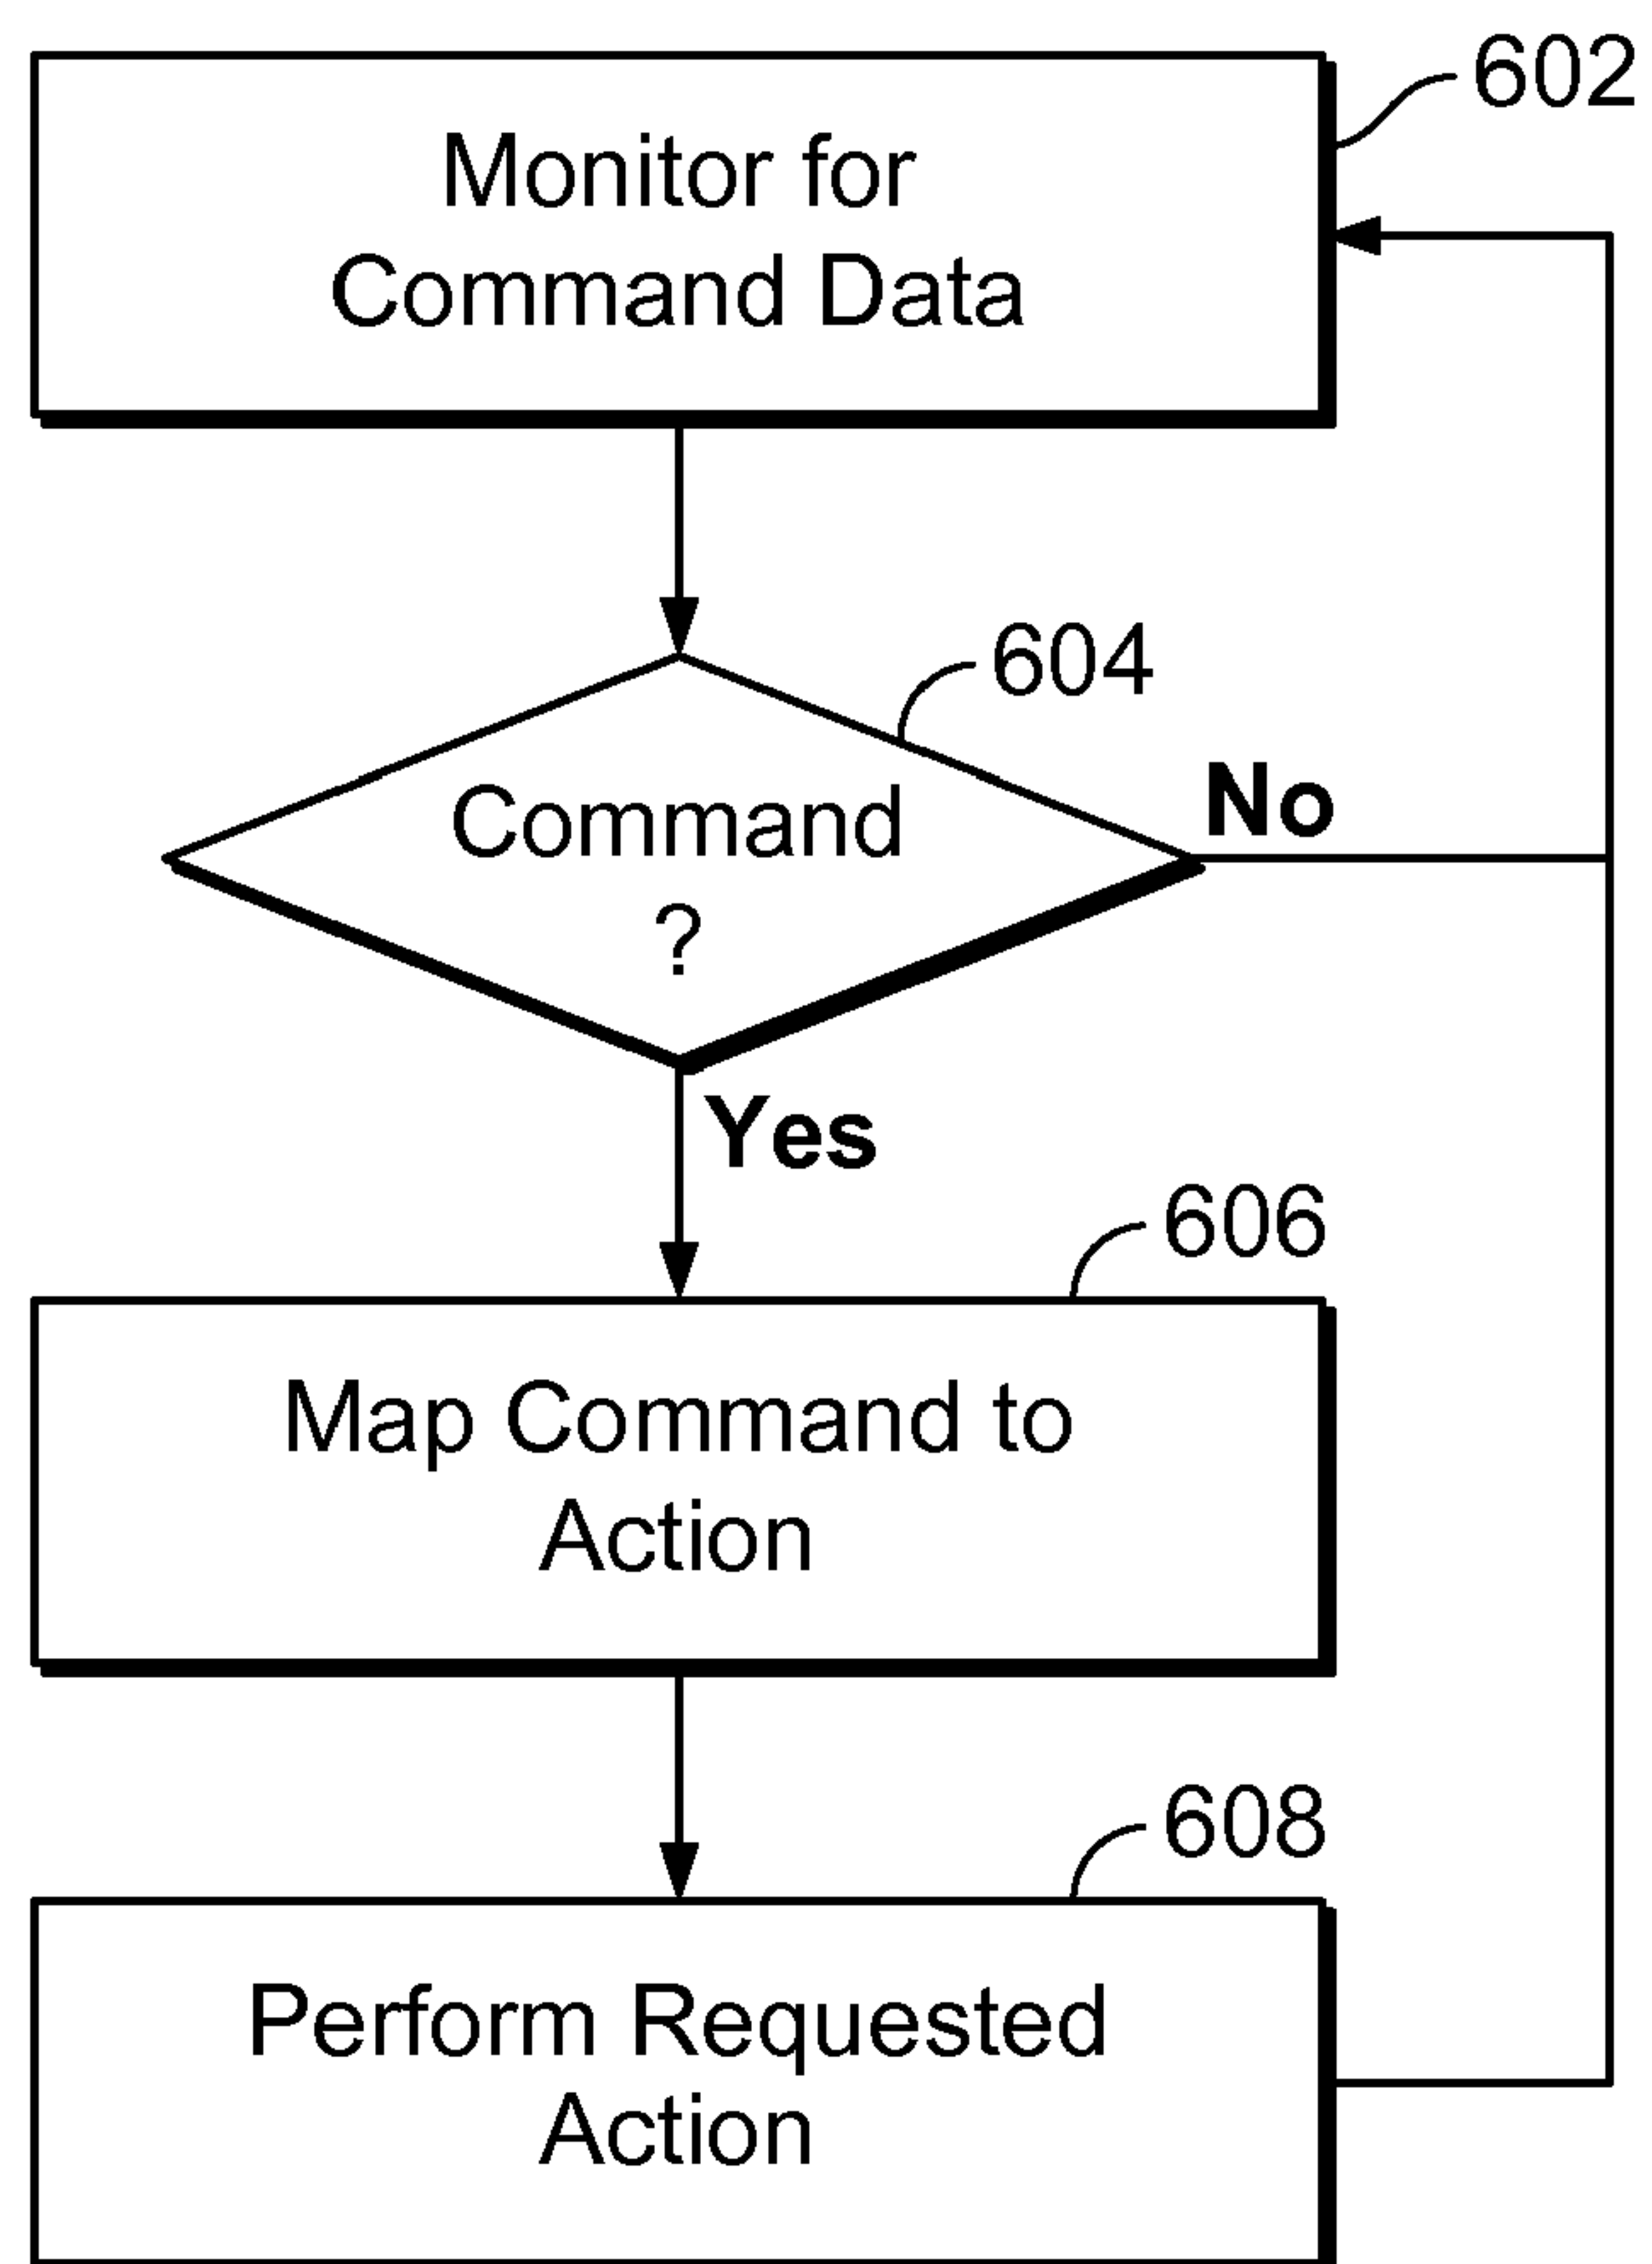 602
Monitor for
Command Data
604
Command
?
No
Yes
606
Map Command to
Action
608
Perform Requested
Action